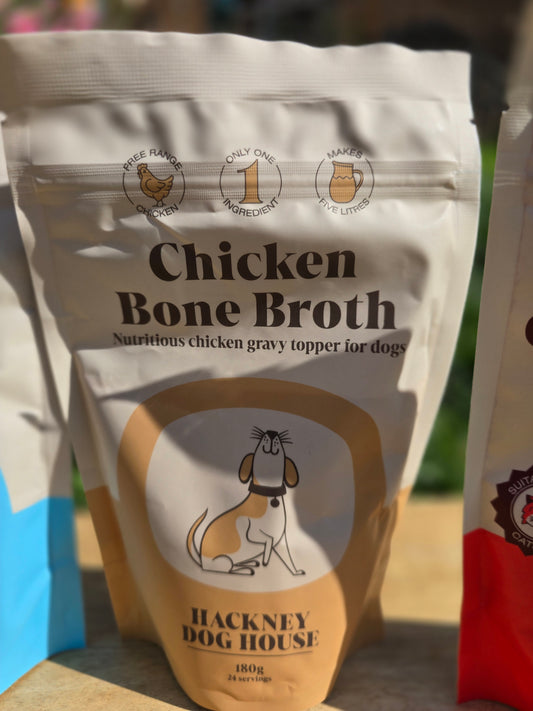 FREE RANGE
CHICKEN
ONLY ONE
1
INGREDIENT
MAKES
FIVE LITRES
Chicken
Bone Broth
Nutritious chicken gravy topper for dogs
HACKNEY
DOG HOUSE
180g
24 servings